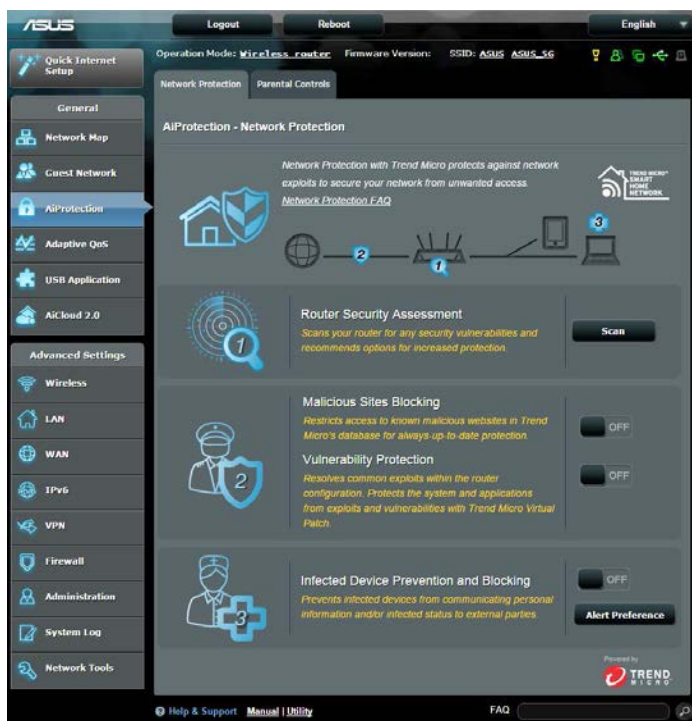 ASUS
Logout
Reboot
English
Quick Internet
Setup
Operation Mode: Wireless router Firmware Version: SSID: ASUS ASUS_5G
Network Protection
Parental Controls
General
Network Map
Guest Network
AiProtection
Adaptive QoS
USB Application
AiCloud 2.0
Advanced Settings
Wireless
LAN
WAN
IPv6
VPN
Firewall
Administration
System Log
Network Tools
AiProtection - Network Protection
Network Protection with Trend Micro protects against network
exploits to secure your network from unwanted access.
Network Protection FAQ
TREND MICRO
SMART
HOME
NETWORK
2
1
3
1
Router Security Assessment
Scans your router for any security vulnerabilities and
recommends options for increased protection
Scan
2
Malicious Sites Blocking
Restricts access to known malicious websites in Trend
Micro's database for always-up-to-date protection.
OFF
Vulnerability Protection
Resolves common exploits within the router
configuration. Protects the system and applications
from exploits and vulnerabilities with Trend Micro Virtual
Patch.
OFF
3
Infected Device Prevention and Blocking
Prevents infected devices from communicating personal
information and/or infected status to external parties.
OFF
Alert Preference
Powered by
TREND
MICRO
Help & Support Manual | Utility
FAQ